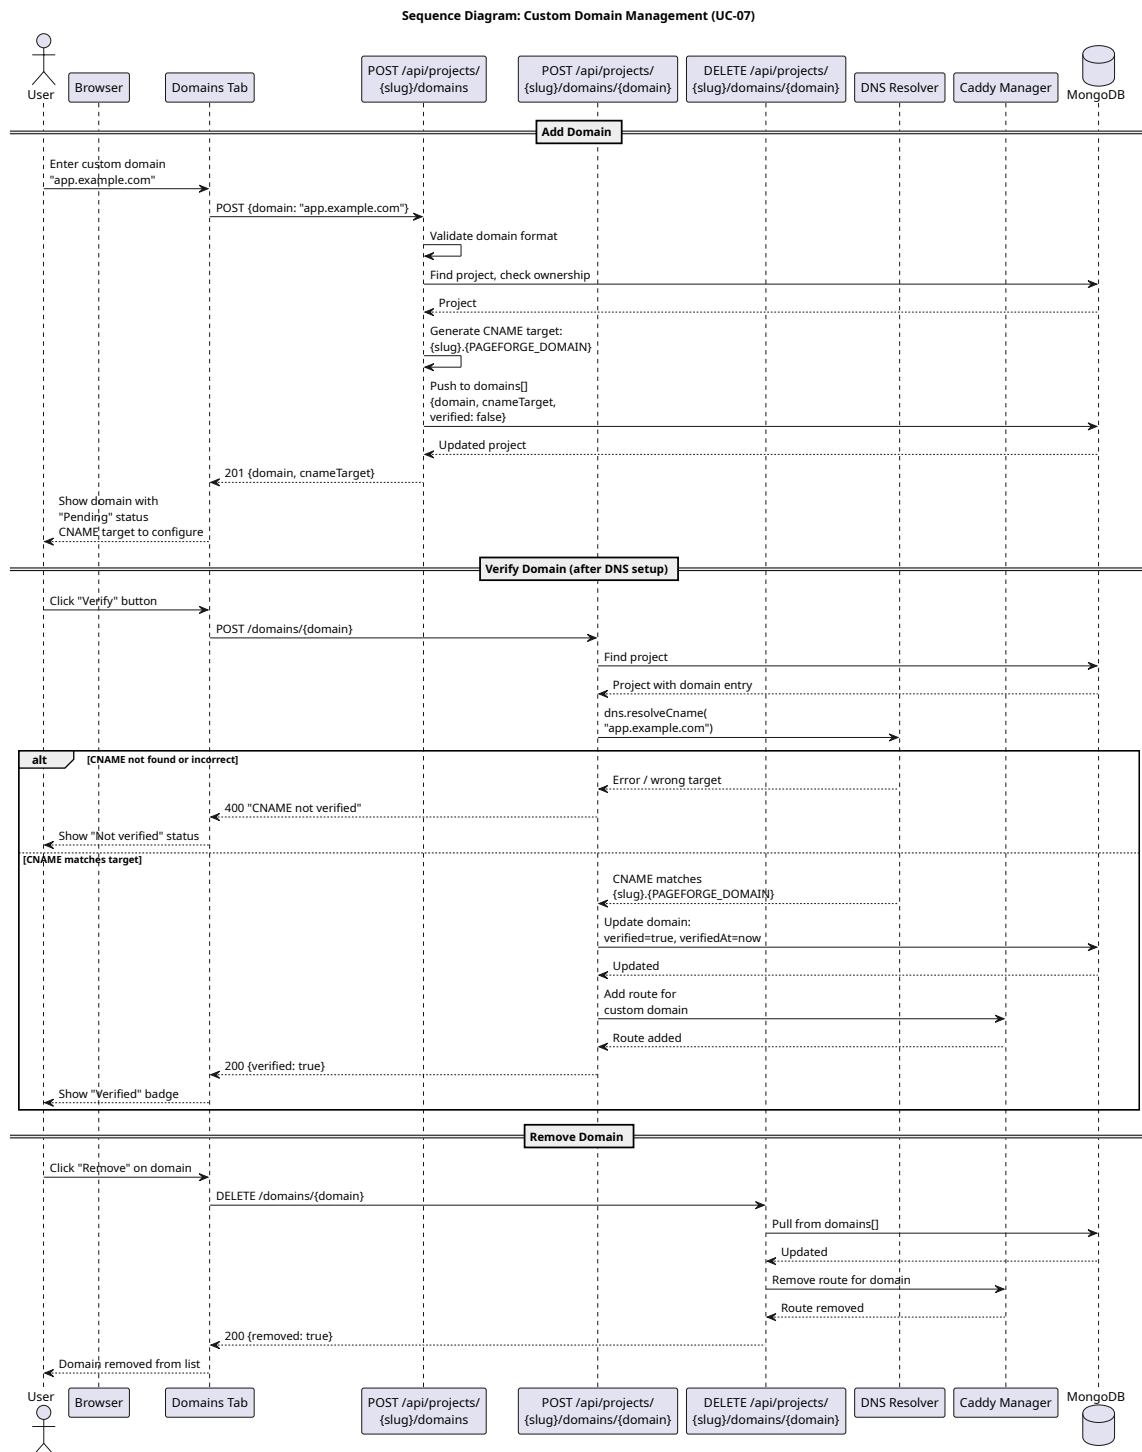 Sequence Diagram: Custom Domain Management (UC-07)
User
Browser
Domains Tab
POST /api/projects/
{slug}/domains
POST /api/projects/
{slug}/domains/{domain}
DELETE /api/projects/
{slug}/domains/{domain}
DNS Resolver
Caddy Manager
MongoDB
Add Domain
Enter custom domain
"app.example.com"
POST {domain: "app.example.com"}
Validate domain format
Find project, check ownership
Project
Generate CNAME target:
{slug}.{PAGEFORGE_DOMAIN}
Push to domains[]
{domain, cnameTarget,
verified: false}
Updated project
201 {domain, cnameTarget}
Show domain with
"Pending" status
CNAME target to configure
Verify Domain (after DNS setup)
Click "Verify" button
POST /domains/{domain}
Find project
Project with domain entry
dns.resolveCname(
"app.example.com")
alt
[CNAME not found or incorrect]
Error / wrong target
400 "CNAME not verified"
Show "Not verified" status
[CNAME matches target]
CNAME matches
{slug}.{PAGEFORGE_DOMAIN}
Update domain:
verified=true, verifiedAt=now
Updated
Add route for
custom domain
Route added
200 {verified: true}
Show "Verified" badge
Remove Domain
Click "Remove" on domain
DELETE /domains/{domain}
Pull from domains[]
Updated
Remove route for domain
Route removed
200 {removed: true}
Domain removed from list
User
Browser
Domains Tab
POST /api/projects/
{slug}/domains
POST /api/projects/
{slug}/domains/{domain}
DELETE /api/projects/
{slug}/domains/{domain}
DNS Resolver
Caddy Manager
MongoDB